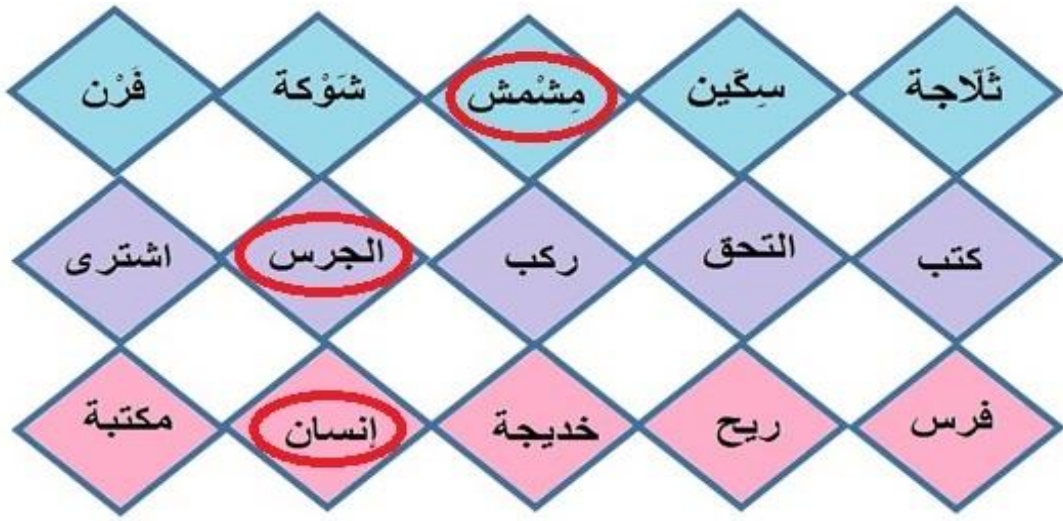 ثَلّاجة سِكّين مِشْمش شَوْكة فَرْن
كتب التحق ركب الجرس اشترى
فرس ريح خديجة إنسان مكتبة